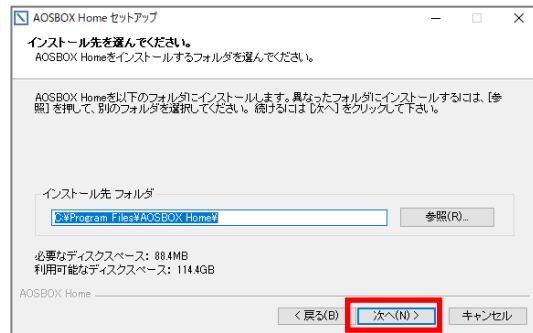 AOSBOX Home セットアップ
インストール先を選んでください。
AOSBOX Homeをインストールするフォルダを選んでください。
AOSBOX Homeを以下のフォルダにインストールします。異なったフォルダにインストールするには、[参
照] を押して、別のフォルダを選択してください。続けるには [次へ] をクリックして下さい。
インストール先 フォルダ
C:¥Program Files¥AOSBOX Home¥
参照(R)...
必要なディスクスペース: 88.4MB
利用可能なディスクスペース: 114.4GB
AOSBOX Home
< 戻る(B)
次へ(N) >
キャンセル